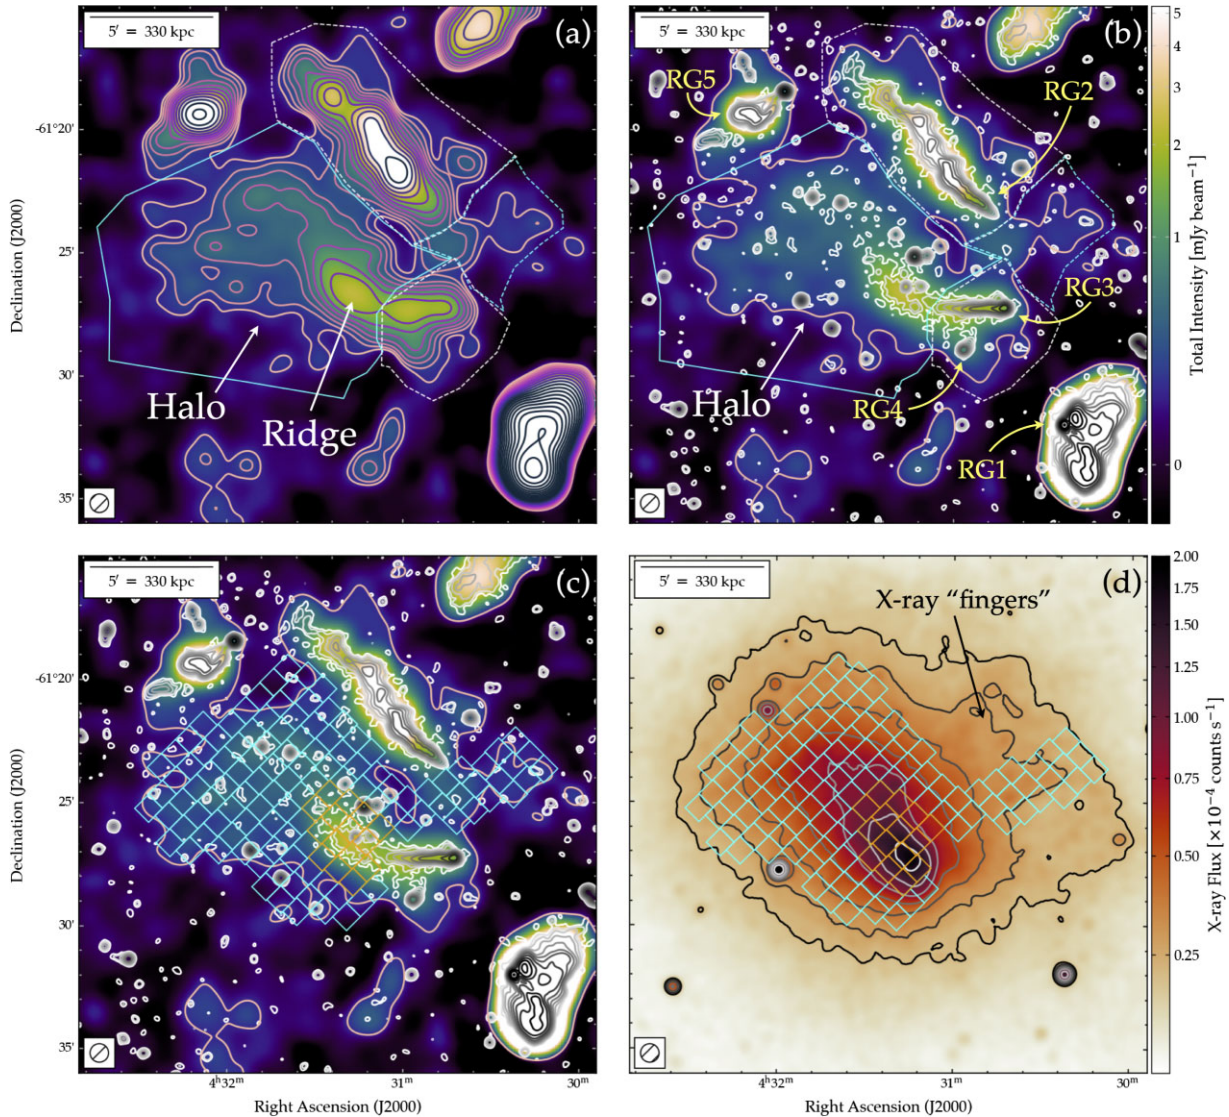 5′ = 330 kpc
(a)
5′ = 330 kpc
(b)
RG5
RG2
RG3
RG4
RG1
Halo
Ridge
Halo
-61°20′
25′
30′
35′
Declination (J2000)
5
4
3
2
1
0
Total Intensity [mJy beam⁻¹]
5′ = 330 kpc
(c)
5′ = 330 kpc
(d)
X-ray “fingers”
-61°20′
25′
30′
35′
Declination (J2000)
2.00
1.75
1.50
1.25
1.00
0.75
0.50
0.25
X-ray Flux [×10⁻⁴ counts s⁻¹]
4ʰ32ᵐ
31ᵐ
30ᵐ
4ʰ32ᵐ
31ᵐ
30ᵐ
Right Ascension (J2000)
Right Ascension (J2000)